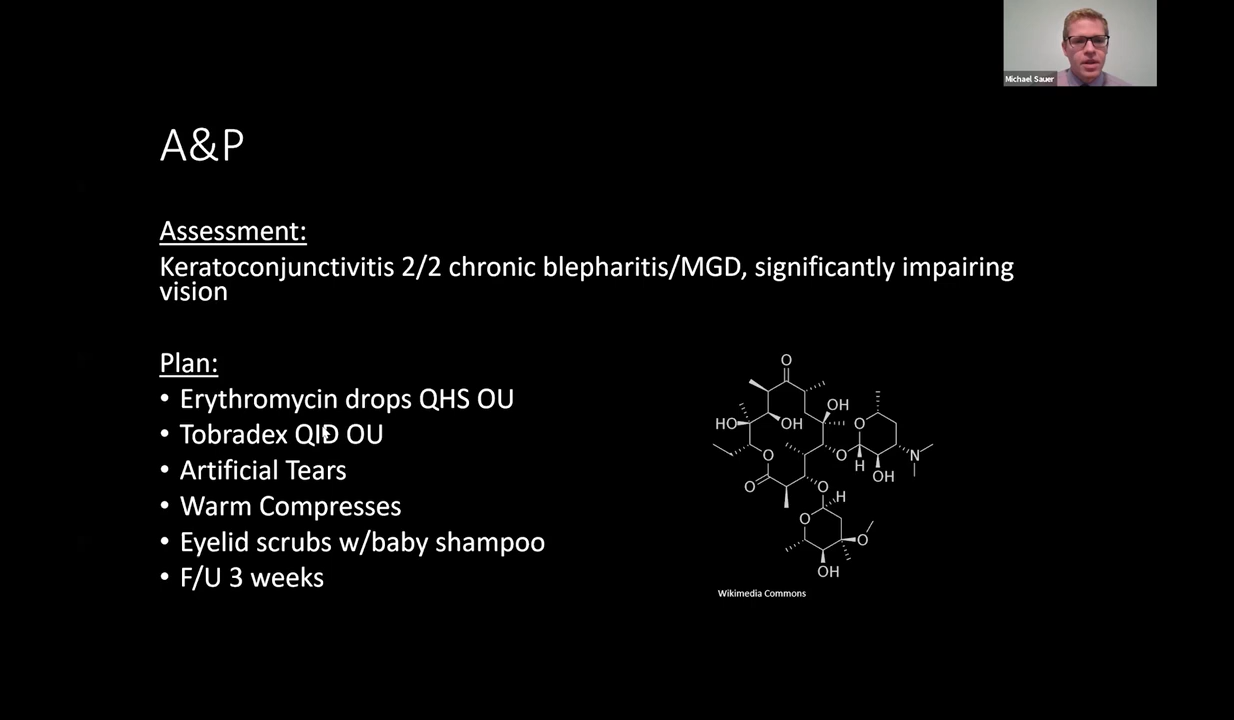 Michael Sauer
A&P
Assessment:
Keratoconjunctivitis 2/2 chronic blepharitis/MGD, significantly impairing
vision
Plan:
• Erythromycin drops QHS OU
• Tobradex QID OU
• Artificial Tears
• Warm Compresses
• Eyelid scrubs w/baby shampoo
• F/U 3 weeks
O
OH
HO
OH
O
O
N
O
H
OH
O
O
H
O
O
OH
Wikimedia Commons